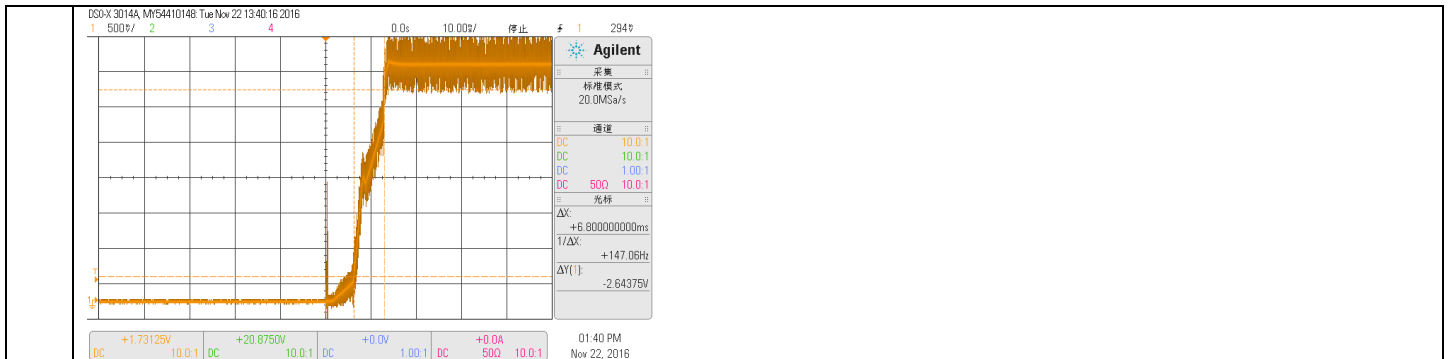 DSO-X 3014A, MY54410148: Tue Nov 22 13:40:16 2016
1 500V/ 2 3 4 0.0s 10.00s/ 停止 1 294V
Agilent
采集
标准模式
20.0MSa/s
通道
DC 10.0:1
DC 10.0:1
DC 1.00:1
DC 50Ω 10.0:1
光标
ΔX:
+6.800000000ms
1/ΔX:
+147.06Hz
ΔY(1):
-2.64375V
T
1
+1.73125V +20.8750V +0.0V +0.0A
DC 10.0:1 DC 10.0:1 DC 1.00:1 DC 50Ω 10.0:1
01:40 PM
Nov 22, 2016